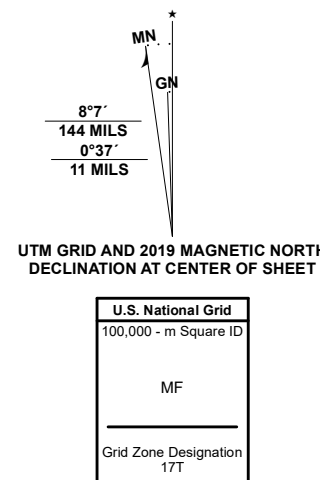 ★
MN
GN
8°7´
144 MILS
0°37´
11 MILS
UTM GRID AND 2019 MAGNETIC NORTH
DECLINATION AT CENTER OF SHEET
U.S. National Grid
100,000 - m Square ID
MF
Grid Zone Designation
17T